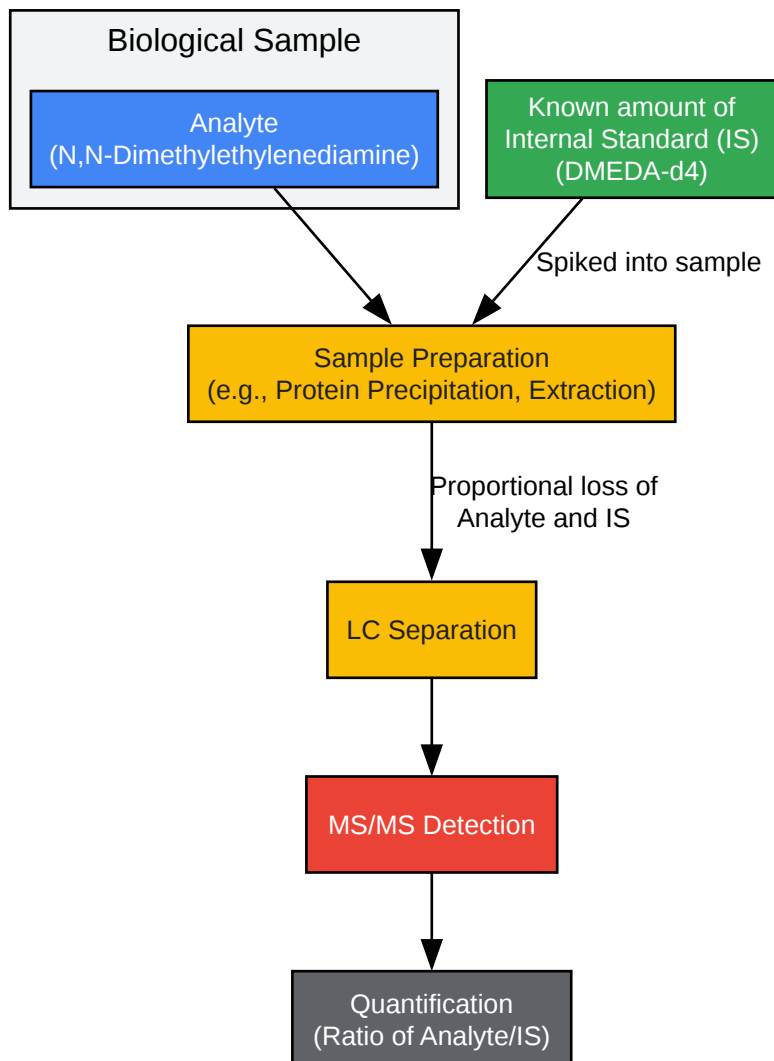 Biological Sample
Analyte
(N,N-Dimethylethylenediamine)
Known amount of
Internal Standard (IS)
(DMEDA-d4)
Spiked into sample
Sample Preparation
(e.g., Protein Precipitation, Extraction)
Proportional loss of
Analyte and IS
LC Separation
MS/MS Detection
Quantification
(Ratio of Analyte/IS)